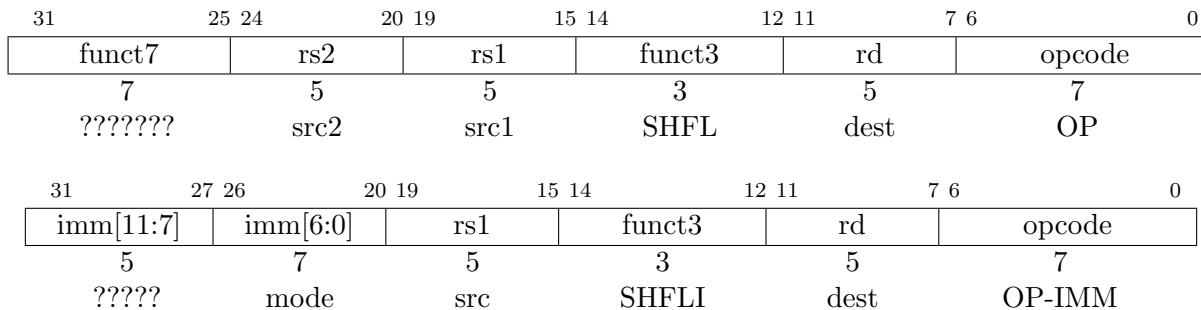 31 25 24 20 19 15 14 12 11 7 6 0
funct7 rs2 rs1 funct3 rd opcode
7 5 5 3 5 7
??????? src2 src1 SHFL dest OP
31 27 26 20 19 15 14 12 11 7 6 0
imm[11:7] imm[6:0] rs1 funct3 rd opcode
5 7 5 3 5 7
????? mode src SHFLI dest OP-IMM